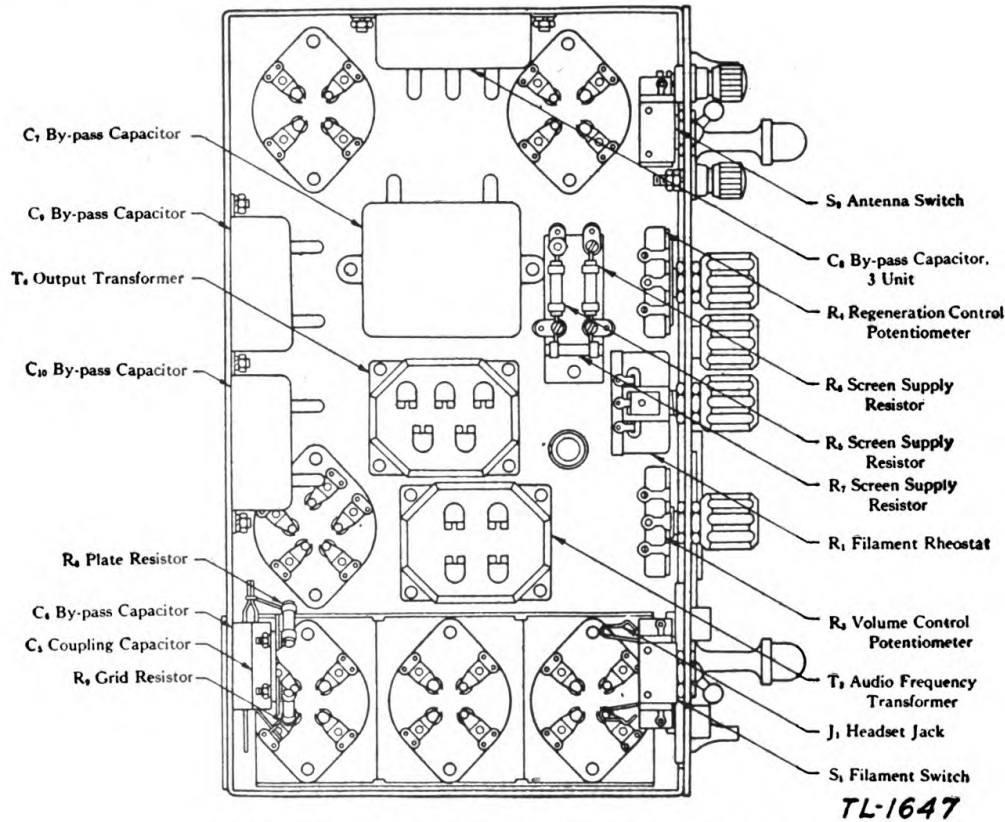 C₇ By-pass Capacitor
C₉ By-pass Capacitor
T₄ Output Transformer
C₁₀ By-pass Capacitor
R₈ Plate Resistor
C₆ By-pass Capacitor
C₅ Coupling Capacitor
R₉ Grid Resistor
S₂ Antenna Switch
C₈ By-pass Capacitor,
3 Unit
R₄ Regeneration Control
Potentiometer
R₆ Screen Supply
Resistor
R₅ Screen Supply
Resistor
R₇ Screen Supply
Resistor
R₁ Filament Rheostat
R₃ Volume Control
Potentiometer
T₃ Audio Frequency
Transformer
J₁ Headset Jack
S₁ Filament Switch
TL-1647